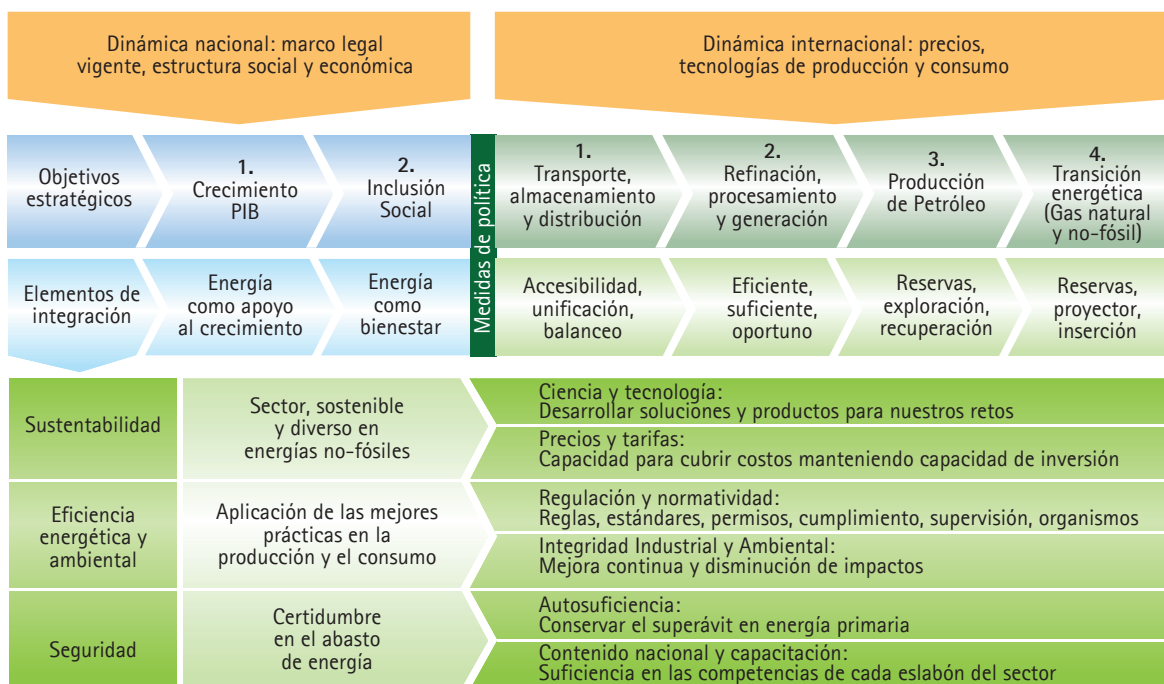 Dinámica nacional: marco legal
vigente, estructura social y económica
Dinámica internacional: precios,
tecnologías de producción y consumo
Objetivos
estratégicos
1.
Crecimiento
PIB
2.
Inclusión
Social
Medidas de política
1.
Transporte,
almacenamiento
y distribución
2.
Refinación,
procesamiento
y generación
3.
Producción
de Petróleo
4.
Transición
energética
(Gas natural
y no-fósil)
Elementos de
integración
Energía
como apoyo
al crecimiento
Energía
como
bienestar
Accesibilidad,
unificación,
balanceo
Eficiente,
suficiente,
oportuno
Reservas,
exploración,
recuperación
Reservas,
proyector,
inserción
Sustentabilidad
Sector, sostenible
y diverso en
energías no-fósiles
Ciencia y tecnología:
Desarrollar soluciones y productos para nuestros retos
Precios y tarifas:
Capacidad para cubrir costos manteniendo capacidad de inversión
Eficiencia
energética y
ambiental
Aplicación de las mejores
prácticas en la
producción y el consumo
Regulación y normatividad:
Reglas, estándares, permisos, cumplimiento, supervisión, organismos
Integridad Industrial y Ambiental:
Mejora continua y disminución de impactos
Seguridad
Certidumbre
en el abasto
de energía
Autosuficiencia:
Conservar el superávit en energía primaria
Contenido nacional y capacitación:
Suficiencia en las competencias de cada eslabón del sector